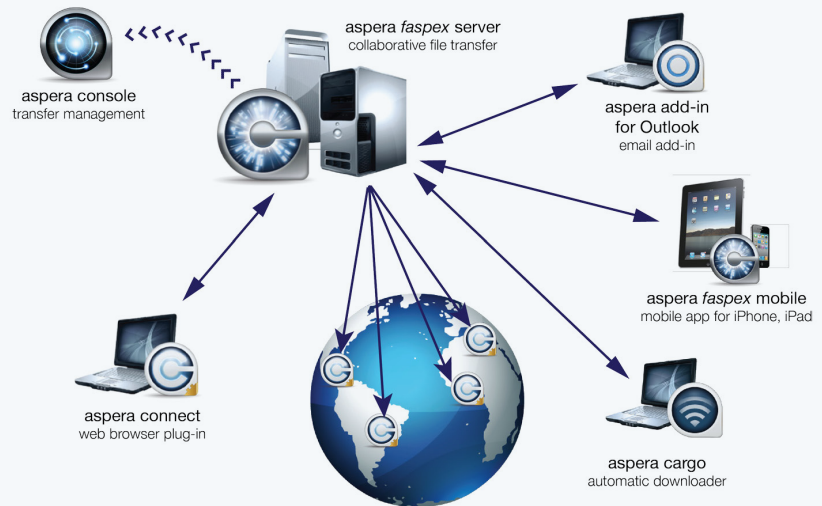 aspera faspex server
collaborative file transfer
aspera console
transfer management
aspera add-in
for Outlook
email add-in
aspera faspex mobile
mobile app for iPhone, iPad
aspera connect
web browser plug-in
aspera cargo
automatic downloader